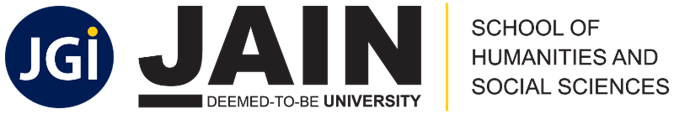 JGi
JAIN
DEEMED-TO-BE UNIVERSITY
SCHOOL OF
HUMANITIES AND
SOCIAL SCIENCES